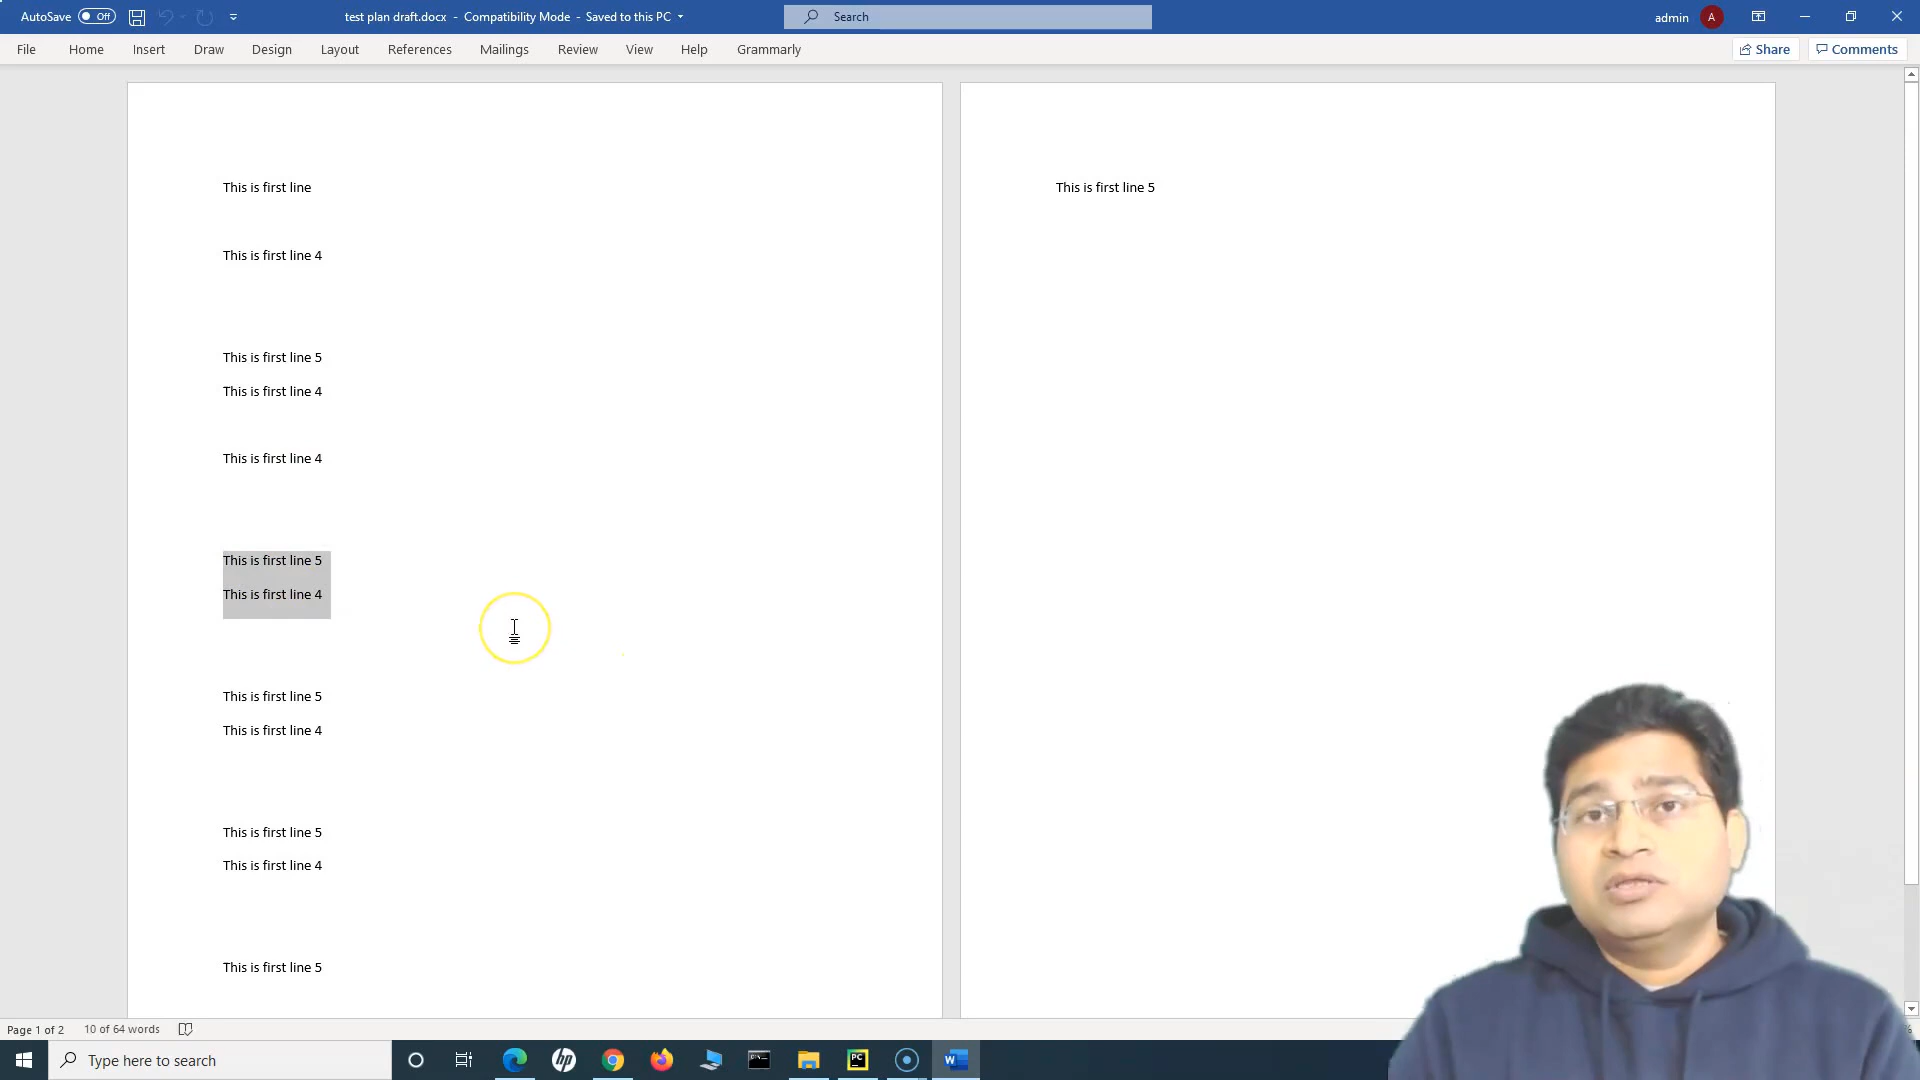 AutoSave Off test plan draft.docx - Compatibility Mode - Saved to this PC Search admin A
File Home Insert Draw Design Layout References Mailings Review View Help Grammarly Share Comments
This is first line
This is first line 4
This is first line 5
This is first line 4
This is first line 4
This is first line 5
This is first line 4
This is first line 5
This is first line 4
This is first line 5
This is first line 4
This is first line 5
This is first line 5
Page 1 of 2 10 of 64 words
Type here to search hp PC W